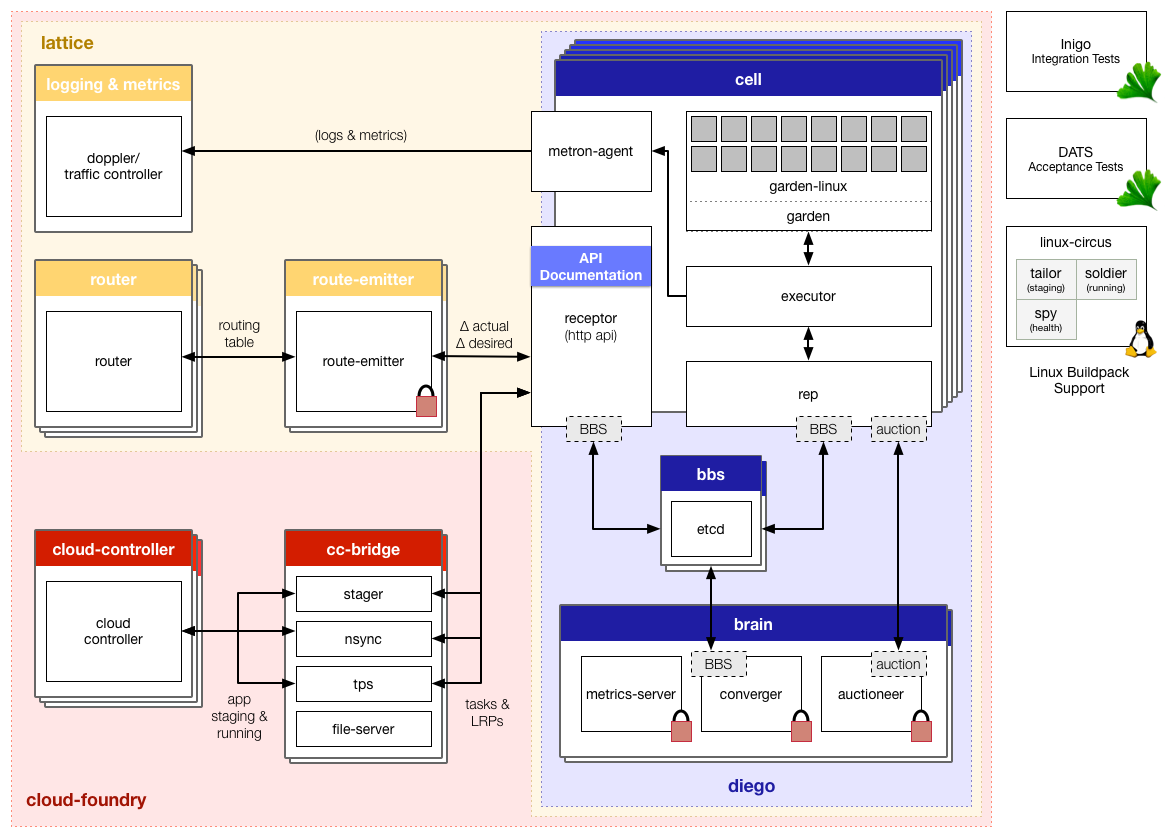 lattice
logging & metrics
doppler/
traffic controller
(logs & metrics)
router
router
routing
table
route-emitter
route-emitter
Δ actual
Δ desired
cell
metron-agent
garden-linux
garden
API
Documentation
receptor
(http api)
executor
rep
BBS
BBS
auction
bbs
etcd
brain
BBS
auction
metrics-server
converger
auctioneer
diego
cloud-controller
cloud
controller
app
staging &
running
cc-bridge
stager
nsync
tps
file-server
tasks &
LRPs
cloud-foundry
Inigo
Integration Tests
DATS
Acceptance Tests
linux-circus
tailor
(staging)
soldier
(running)
spy
(health)
Linux Buildpack
Support